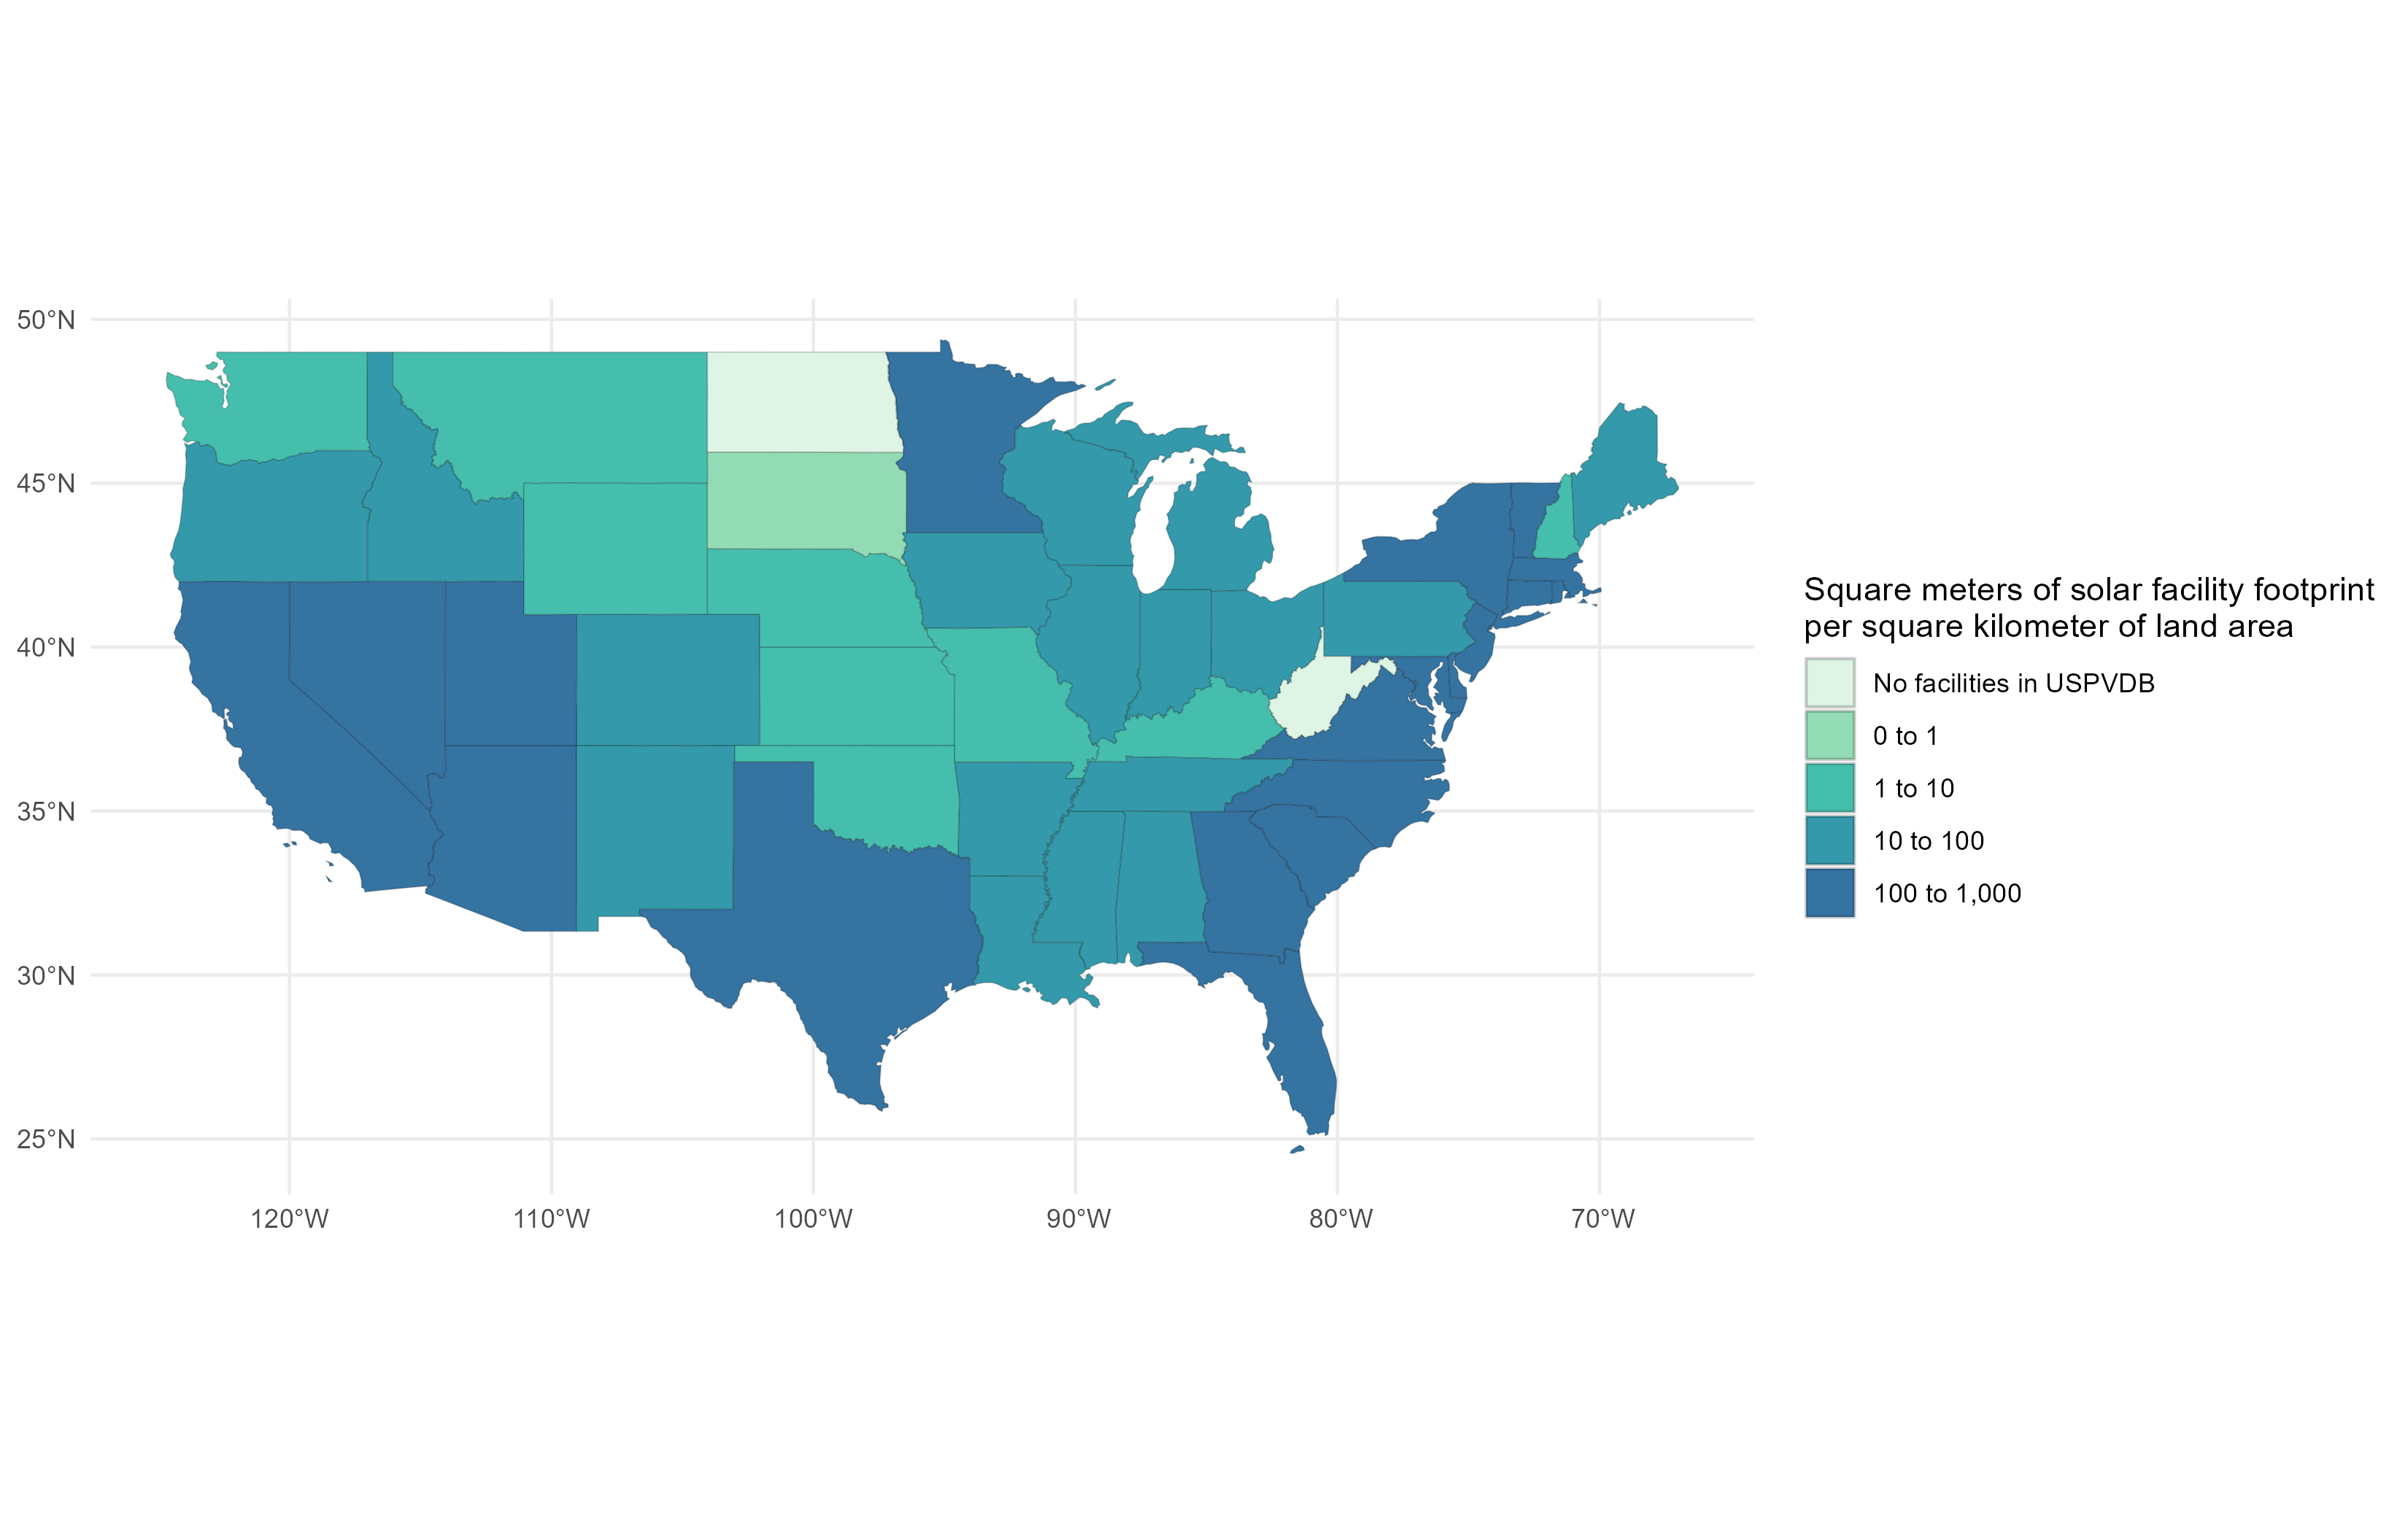 50°N
45°N
40°N
35°N
30°N
25°N
120°W
110°W
100°W
90°W
80°W
70°W
Square meters of solar facility footprint
per square kilometer of land area
No facilities in USPVDB
0 to 1
1 to 10
10 to 100
100 to 1,000